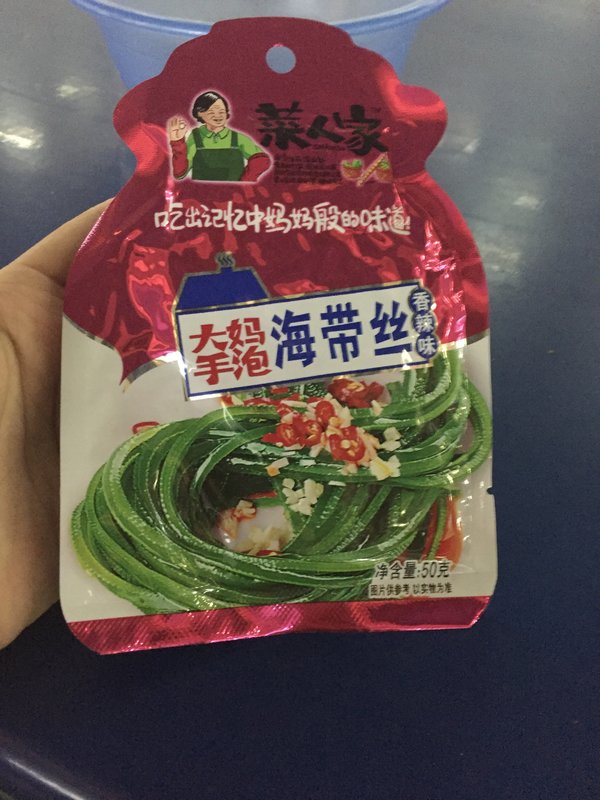 菜人家
吃出记忆中妈妈般的味道!
大妈
手泡
海带丝
香辣味
净含量:50克
图片供参考 以实物为准